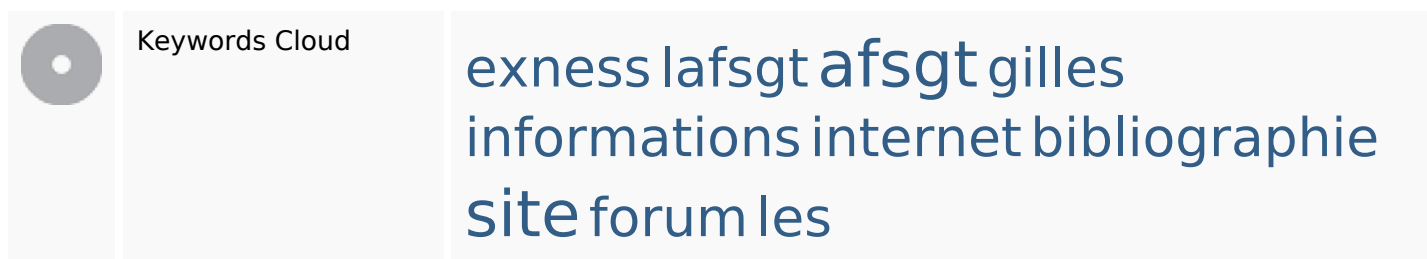 Keywords Cloud
exness lafsgt afsgt gilles
informations internet bibliographie
site forum les